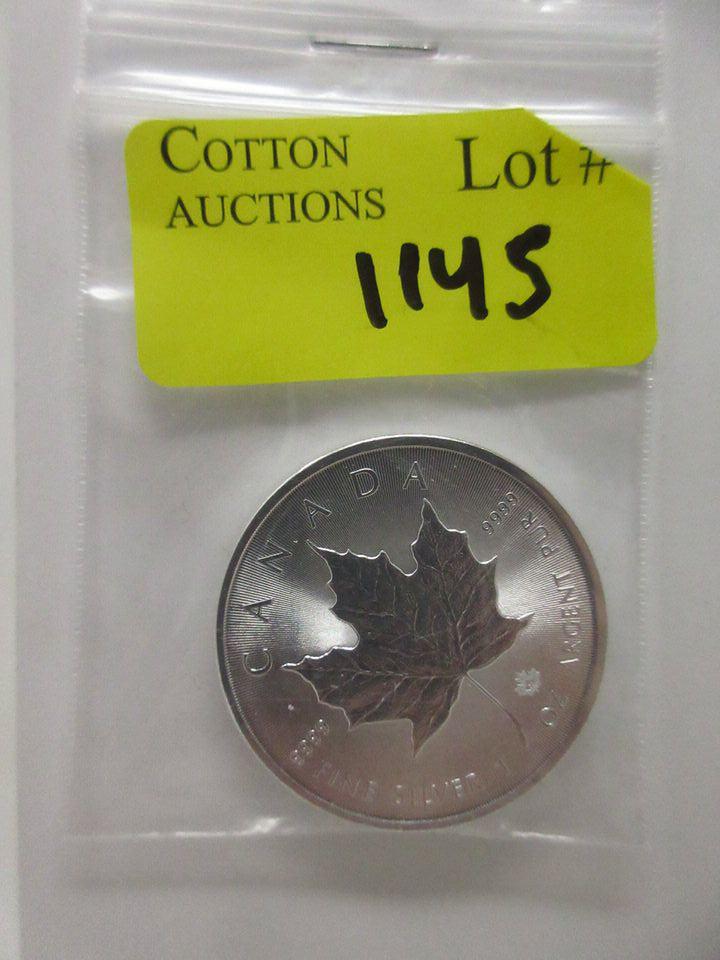 COTTON
AUCTIONS
Lot #
1145
CANADA
9999
9999
FINE SILVER 1 OZ ARGENT PUR